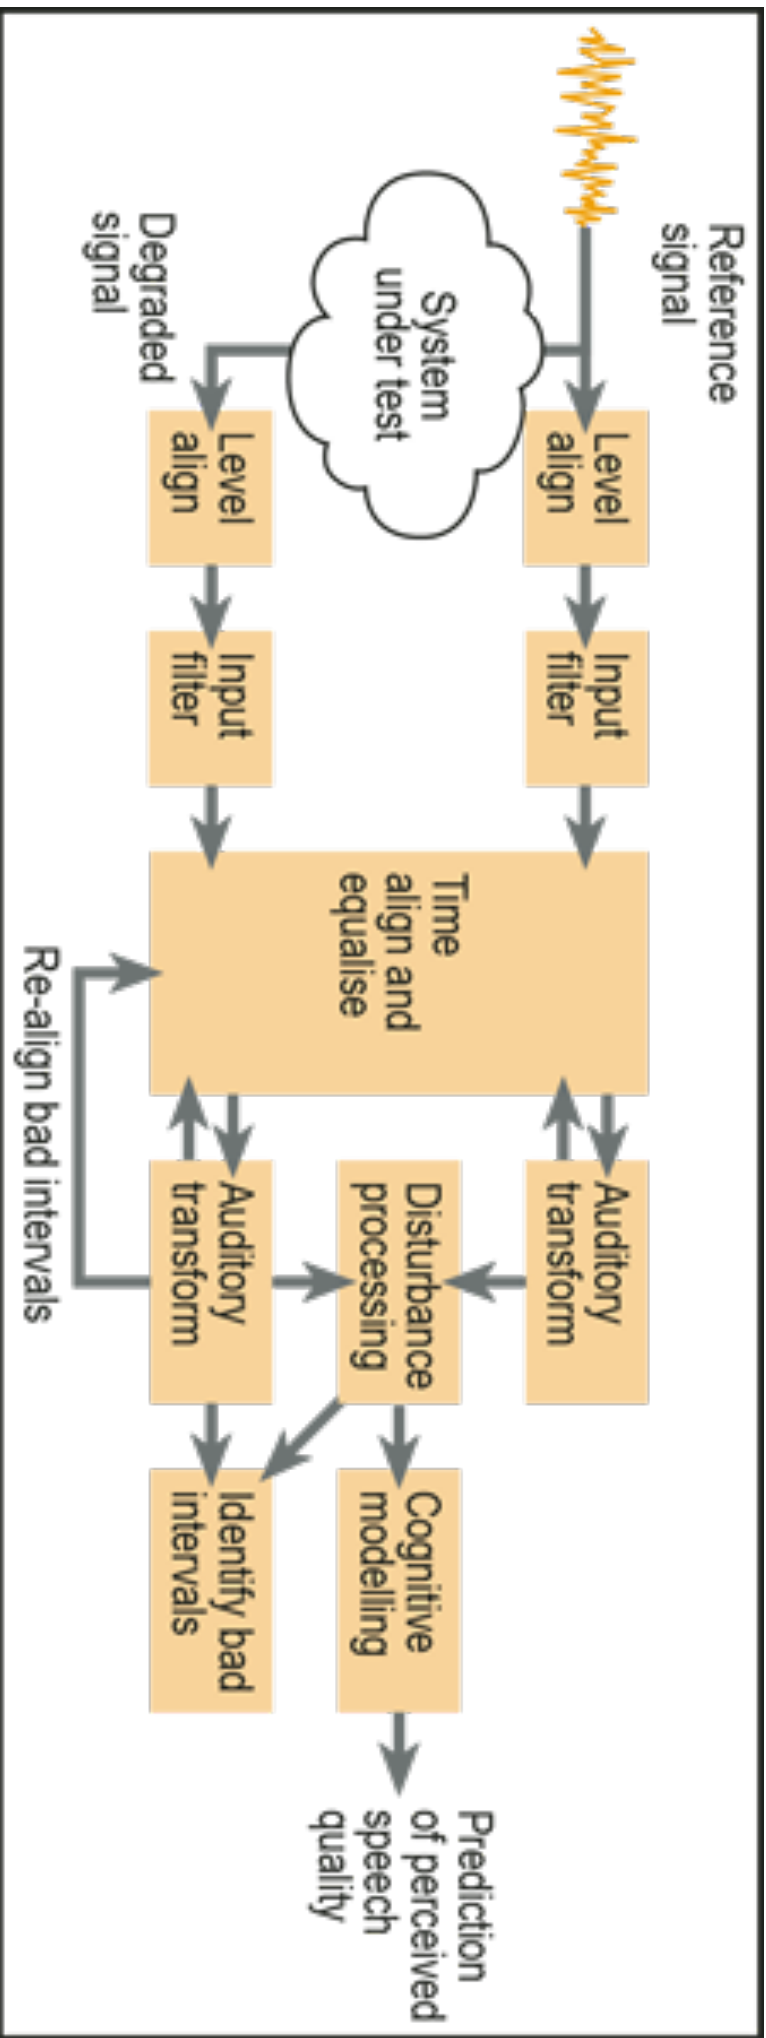 Reference
signal
Level
align
Input
filter
Auditory
transform
System
under test
Time
align and
equalise
Disturbance
processing
Cognitive
modelling
Prediction
of perceived
speech
quality
Degraded
signal
Level
align
Input
filter
Auditory
transform
Identify bad
intervals
Re-align bad intervals